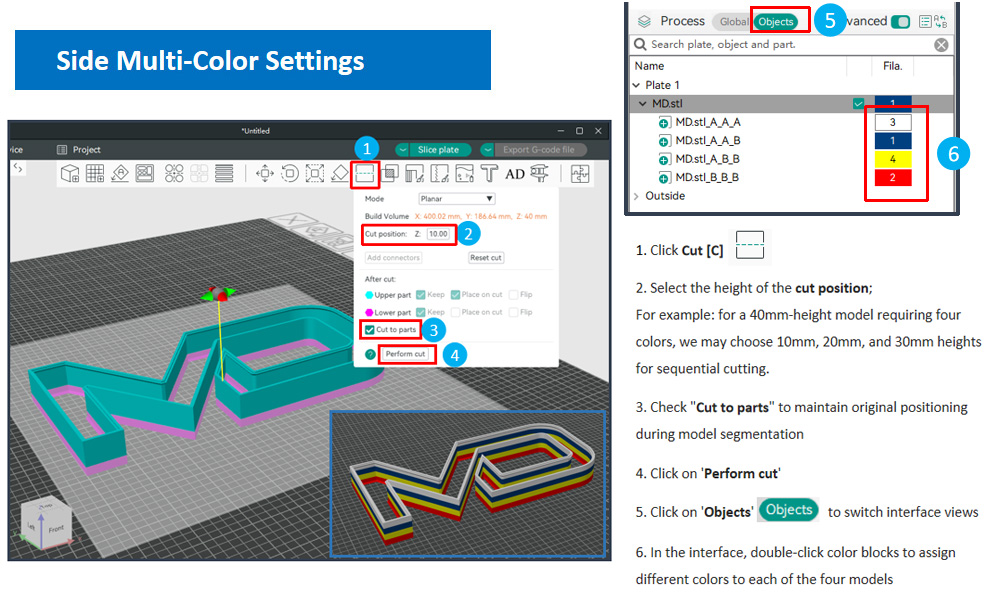 Side Multi-Color Settings
*Untitled
vice
Project
Slice plate
Export G-code file
1
AD
Mode
Planar
Build Volume X: 400.02 mm, Y: 186.64 mm, Z: 40 mm
Cut position: Z: 10.00
2
Add connectors
Reset cut
After cut:
Upper part Keep Place on cut Flip
Lower part Keep Place on cut Flip
Cut to parts
3
Perform cut
4
Left
Front
Process
Global
Objects
5
vanced
Search plate, object and part.
Name
Fila.
Plate 1
MD.stl
1
MD.stl_A_A_A
3
MD.stl_A_A_B
1
MD.stl_A_B_B
4
MD.stl_B_B_B
2
6
Outside
1. Click Cut [C]
2. Select the height of the cut position;
For example: for a 40mm-height model requiring four
colors, we may choose 10mm, 20mm, and 30mm heights
for sequential cutting.
3. Check "Cut to parts" to maintain original positioning
during model segmentation
4. Click on 'Perform cut'
5. Click on 'Objects' Objects to switch interface views
6. In the interface, double-click color blocks to assign
different colors to each of the four models